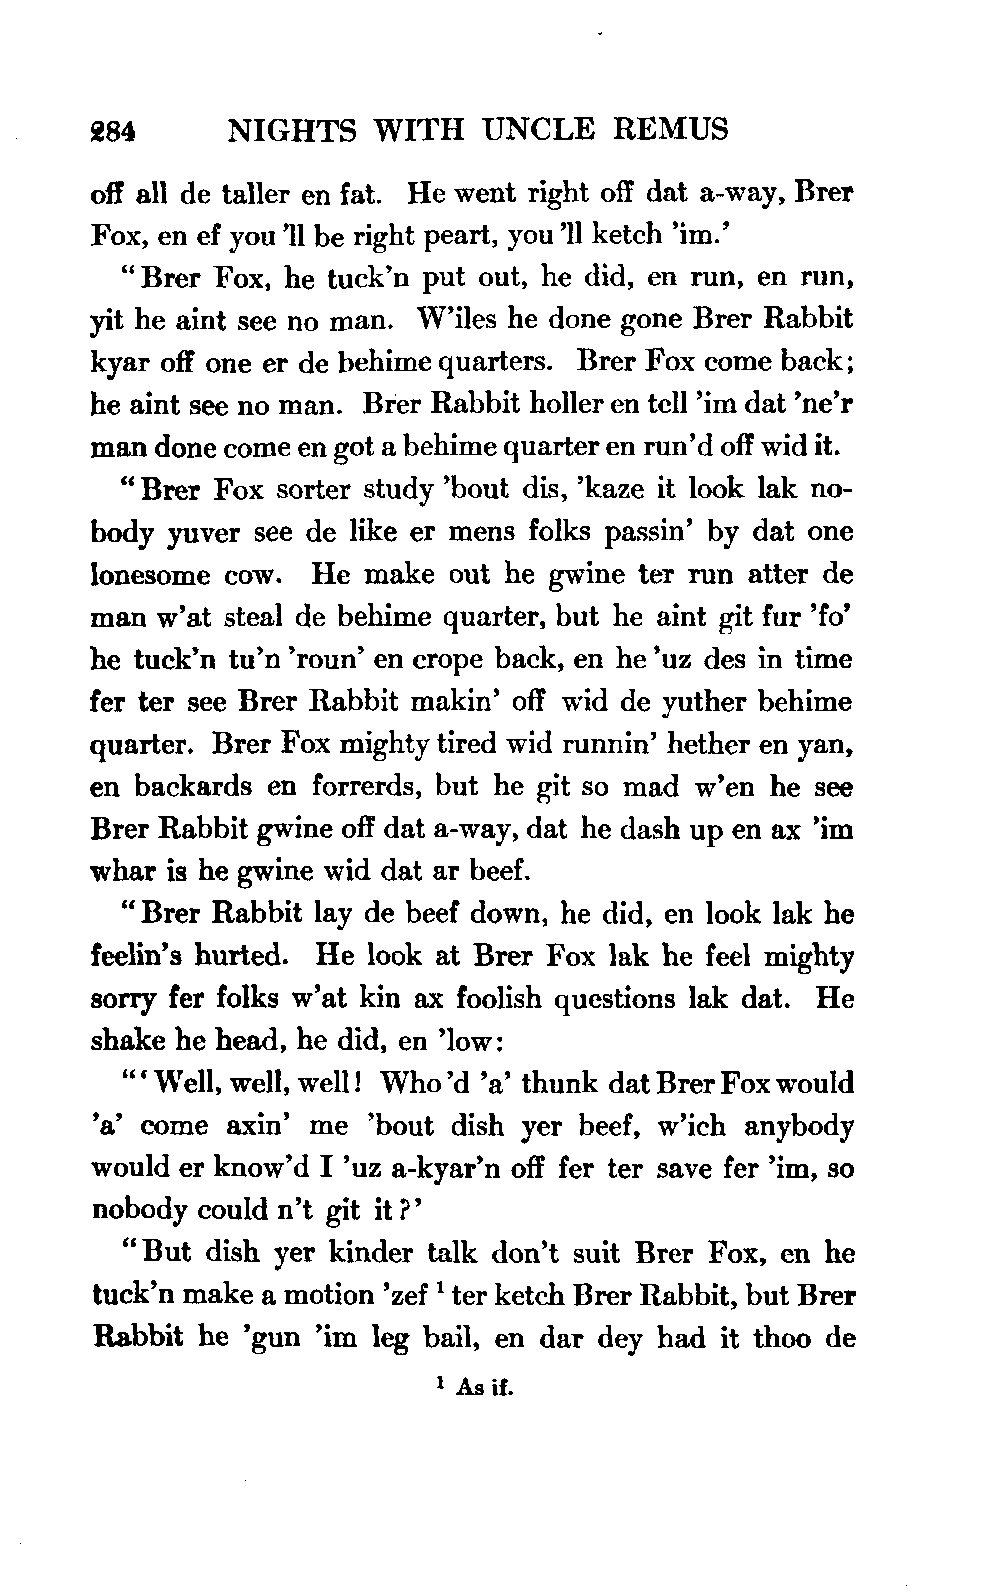 284 NIGHTS WITH UNCLE REMUS
off all de taller en fat. He went right off dat a-way, Brer
Fox, en ef you 'll be right peart, you 'll ketch 'im.'
"Brer Fox, he tuck'n put out, he did, en run, en run,
yit he aint see no man. W'iles he done gone Brer Rabbit
kyar off one er de behime quarters. Brer Fox come back;
he aint see no man. Brer Rabbit holler en tell 'im dat 'ne'r
man done come en got a behime quarter en run'd off wid it.
"Brer Fox sorter study 'bout dis, 'kaze it look lak no-
body yuver see de like er mens folks passin' by dat one
lonesome cow. He make out he gwine ter run atter de
man w'at steal de behime quarter, but he aint git fur 'fo'
he tuck'n tu'n 'roun' en crope back, en he 'uz des in time
fer ter see Brer Rabbit makin' off wid de yuther behime
quarter. Brer Fox mighty tired wid runnin' hether en yan,
en backards en forrerds, but he git so mad w'en he see
Brer Rabbit gwine off dat a-way, dat he dash up en ax 'im
whar is he gwine wid dat ar beef.
"Brer Rabbit lay de beef down, he did, en look lak he
feelin's hurted. He look at Brer Fox lak he feel mighty
sorry fer folks w'at kin ax foolish questions lak dat. He
shake he head, he did, en 'low:
"'Well, well, well! Who 'd 'a' thunk dat Brer Fox would
'a' come axin' me 'bout dish yer beef, w'ich anybody
would er know'd I 'uz a-kyar'n off fer ter save fer 'im, so
nobody could n't git it?'
"But dish yer kinder talk don't suit Brer Fox, en he
tuck'n make a motion 'zef ¹ ter ketch Brer Rabbit, but Brer
Rabbit he 'gun 'im leg bail, en dar dey had it thoo de
¹ As if.